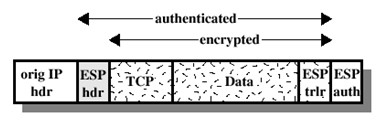 authenticated
encrypted
orig IP
hdr
ESP
hdr
TCP
Data
ESP
trlr
ESP
auth